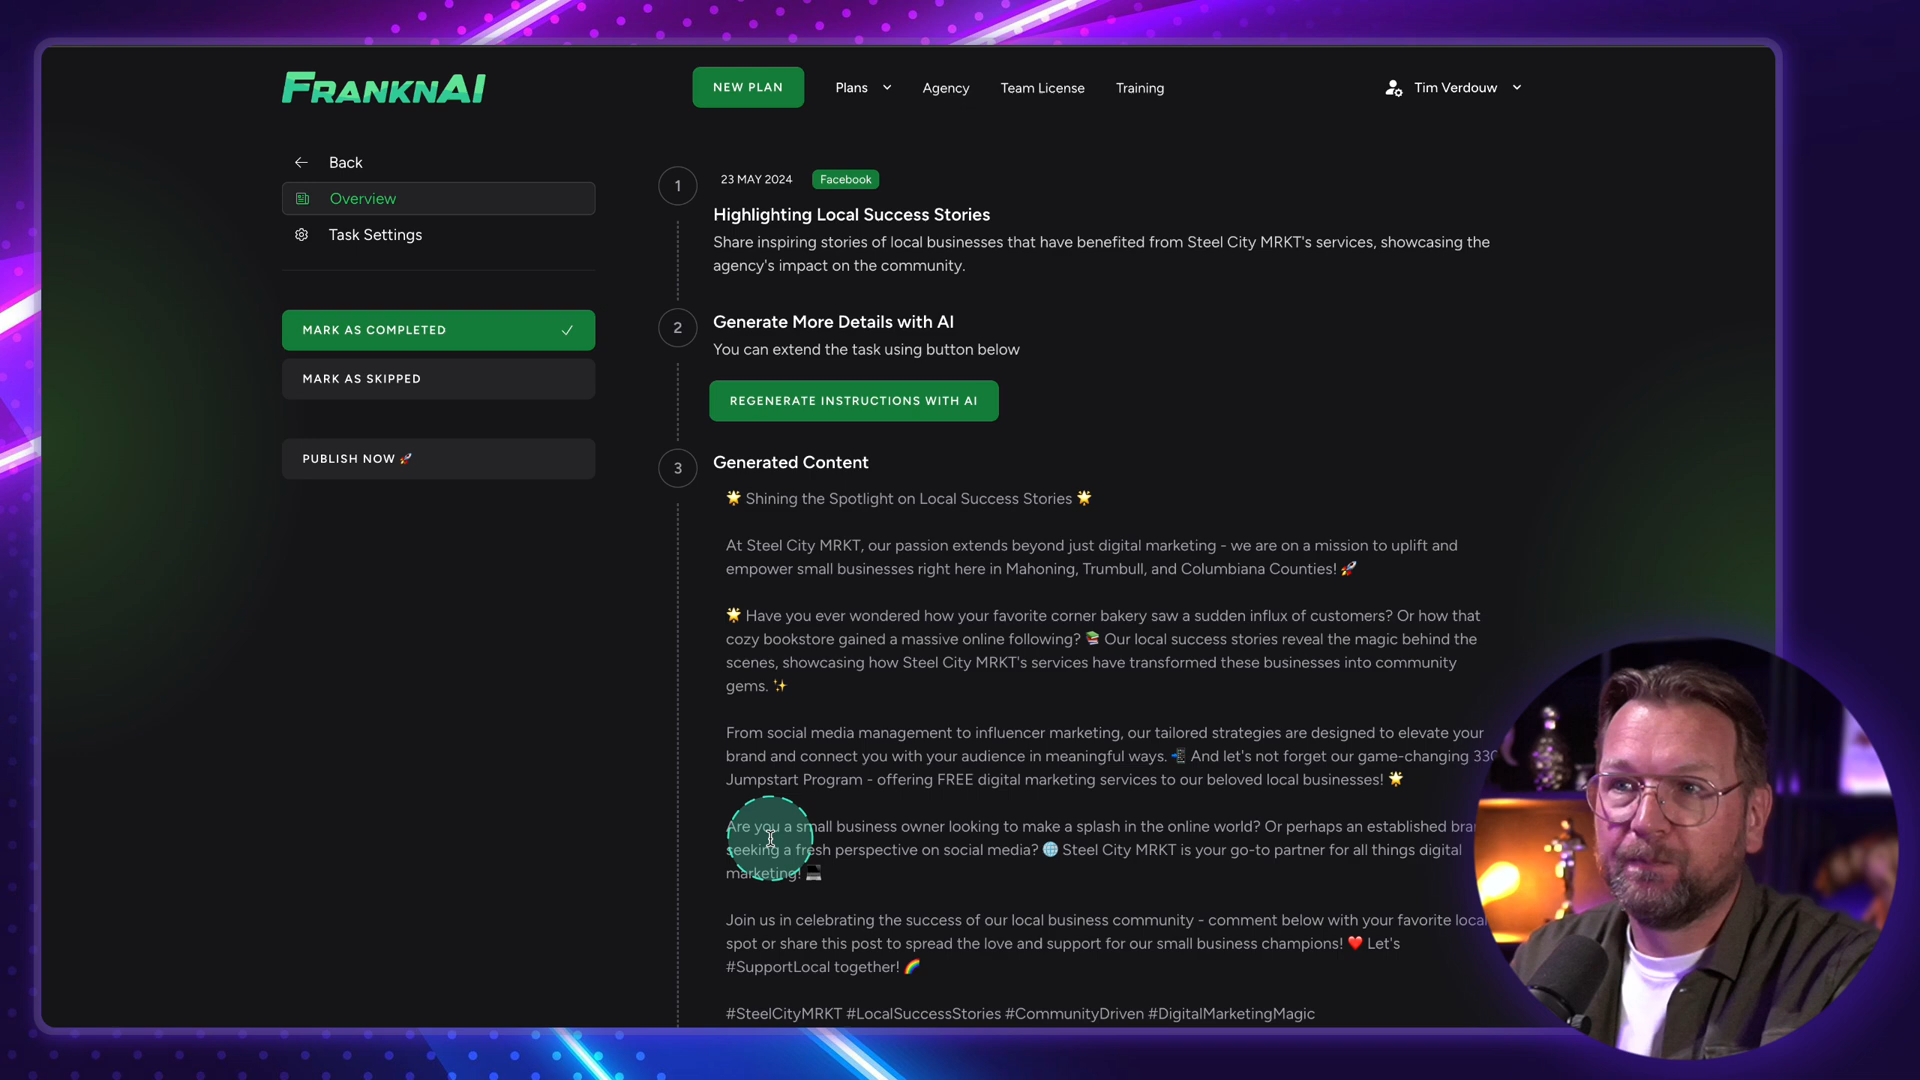 FRANKNAI
NEW PLAN
Plans
Agency
Team License
Training
Tim Verdouw
Back
Overview
Task Settings
MARK AS COMPLETED
MARK AS SKIPPED
PUBLISH NOW 🚀
1
23 MAY 2024
Facebook
Highlighting Local Success Stories
Share inspiring stories of local businesses that have benefited from Steel City MRKT's services, showcasing the
agency's impact on the community.
2
Generate More Details with AI
You can extend the task using button below
REGENERATE INSTRUCTIONS WITH AI
3
Generated Content
🌟 Shining the Spotlight on Local Success Stories 🌟
At Steel City MRKT, our passion extends beyond just digital marketing - we are on a mission to uplift and
empower small businesses right here in Mahoning, Trumbull, and Columbiana Counties! 🚀
🌟 Have you ever wondered how your favorite corner bakery saw a sudden influx of customers? Or how that
cozy bookstore gained a massive online following? 📚 Our local success stories reveal the magic behind the
scenes, showcasing how Steel City MRKT's services have transformed these businesses into community
gems. ✨
From social media management to influencer marketing, our tailored strategies are designed to elevate your
brand and connect you with your audience in meaningful ways. 📲 And let's not forget our game-changing
Jumpstart Program - offering FREE digital marketing services to our beloved local businesses! 🌟
Are you a small business owner looking to make a splash in the online world? Or perhaps an established
seeking a fresh perspective on social media? 🌐 Steel City MRKT is your go-to partner for all things digital
marketing! 💻
Join us in celebrating the success of our local business community - comment below with your favorite local
spot or share this post to spread the love and support for our small business champions! ❤️ Let's
#SupportLocal together! 🌈
#SteelCityMRKT #LocalSuccessStories #CommunityDriven #DigitalMarketingMagic